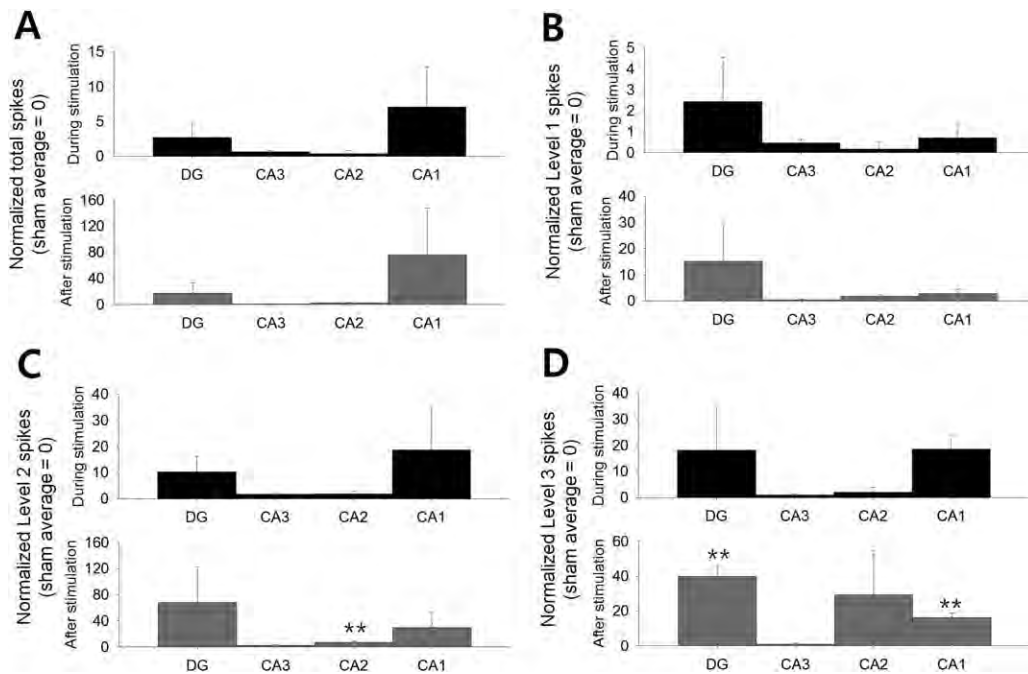 A
Normalized total spikes
(sham average = 0)
During stimulation
15
10
5
0
DG CA3 CA2 CA1
After stimulation
160
120
80
40
0
DG CA3 CA2 CA1
B
Normalized Level 1 spikes
(sham average = 0)
During stimulation
5
4
3
2
1
0
DG CA3 CA2 CA1
After stimulation
40
30
20
10
0
DG CA3 CA2 CA1
C
Normalized Level 2 spikes
(sham average = 0)
During stimulation
40
30
20
10
0
DG CA3 CA2 CA1
After stimulation
160
120
80
40
0
**
DG CA3 CA2 CA1
D
Normalized Level 3 spikes
(sham average = 0)
During stimulation
40
30
20
10
0
DG CA3 CA2 CA1
After stimulation
60
40
20
0
**
**
DG CA3 CA2 CA1